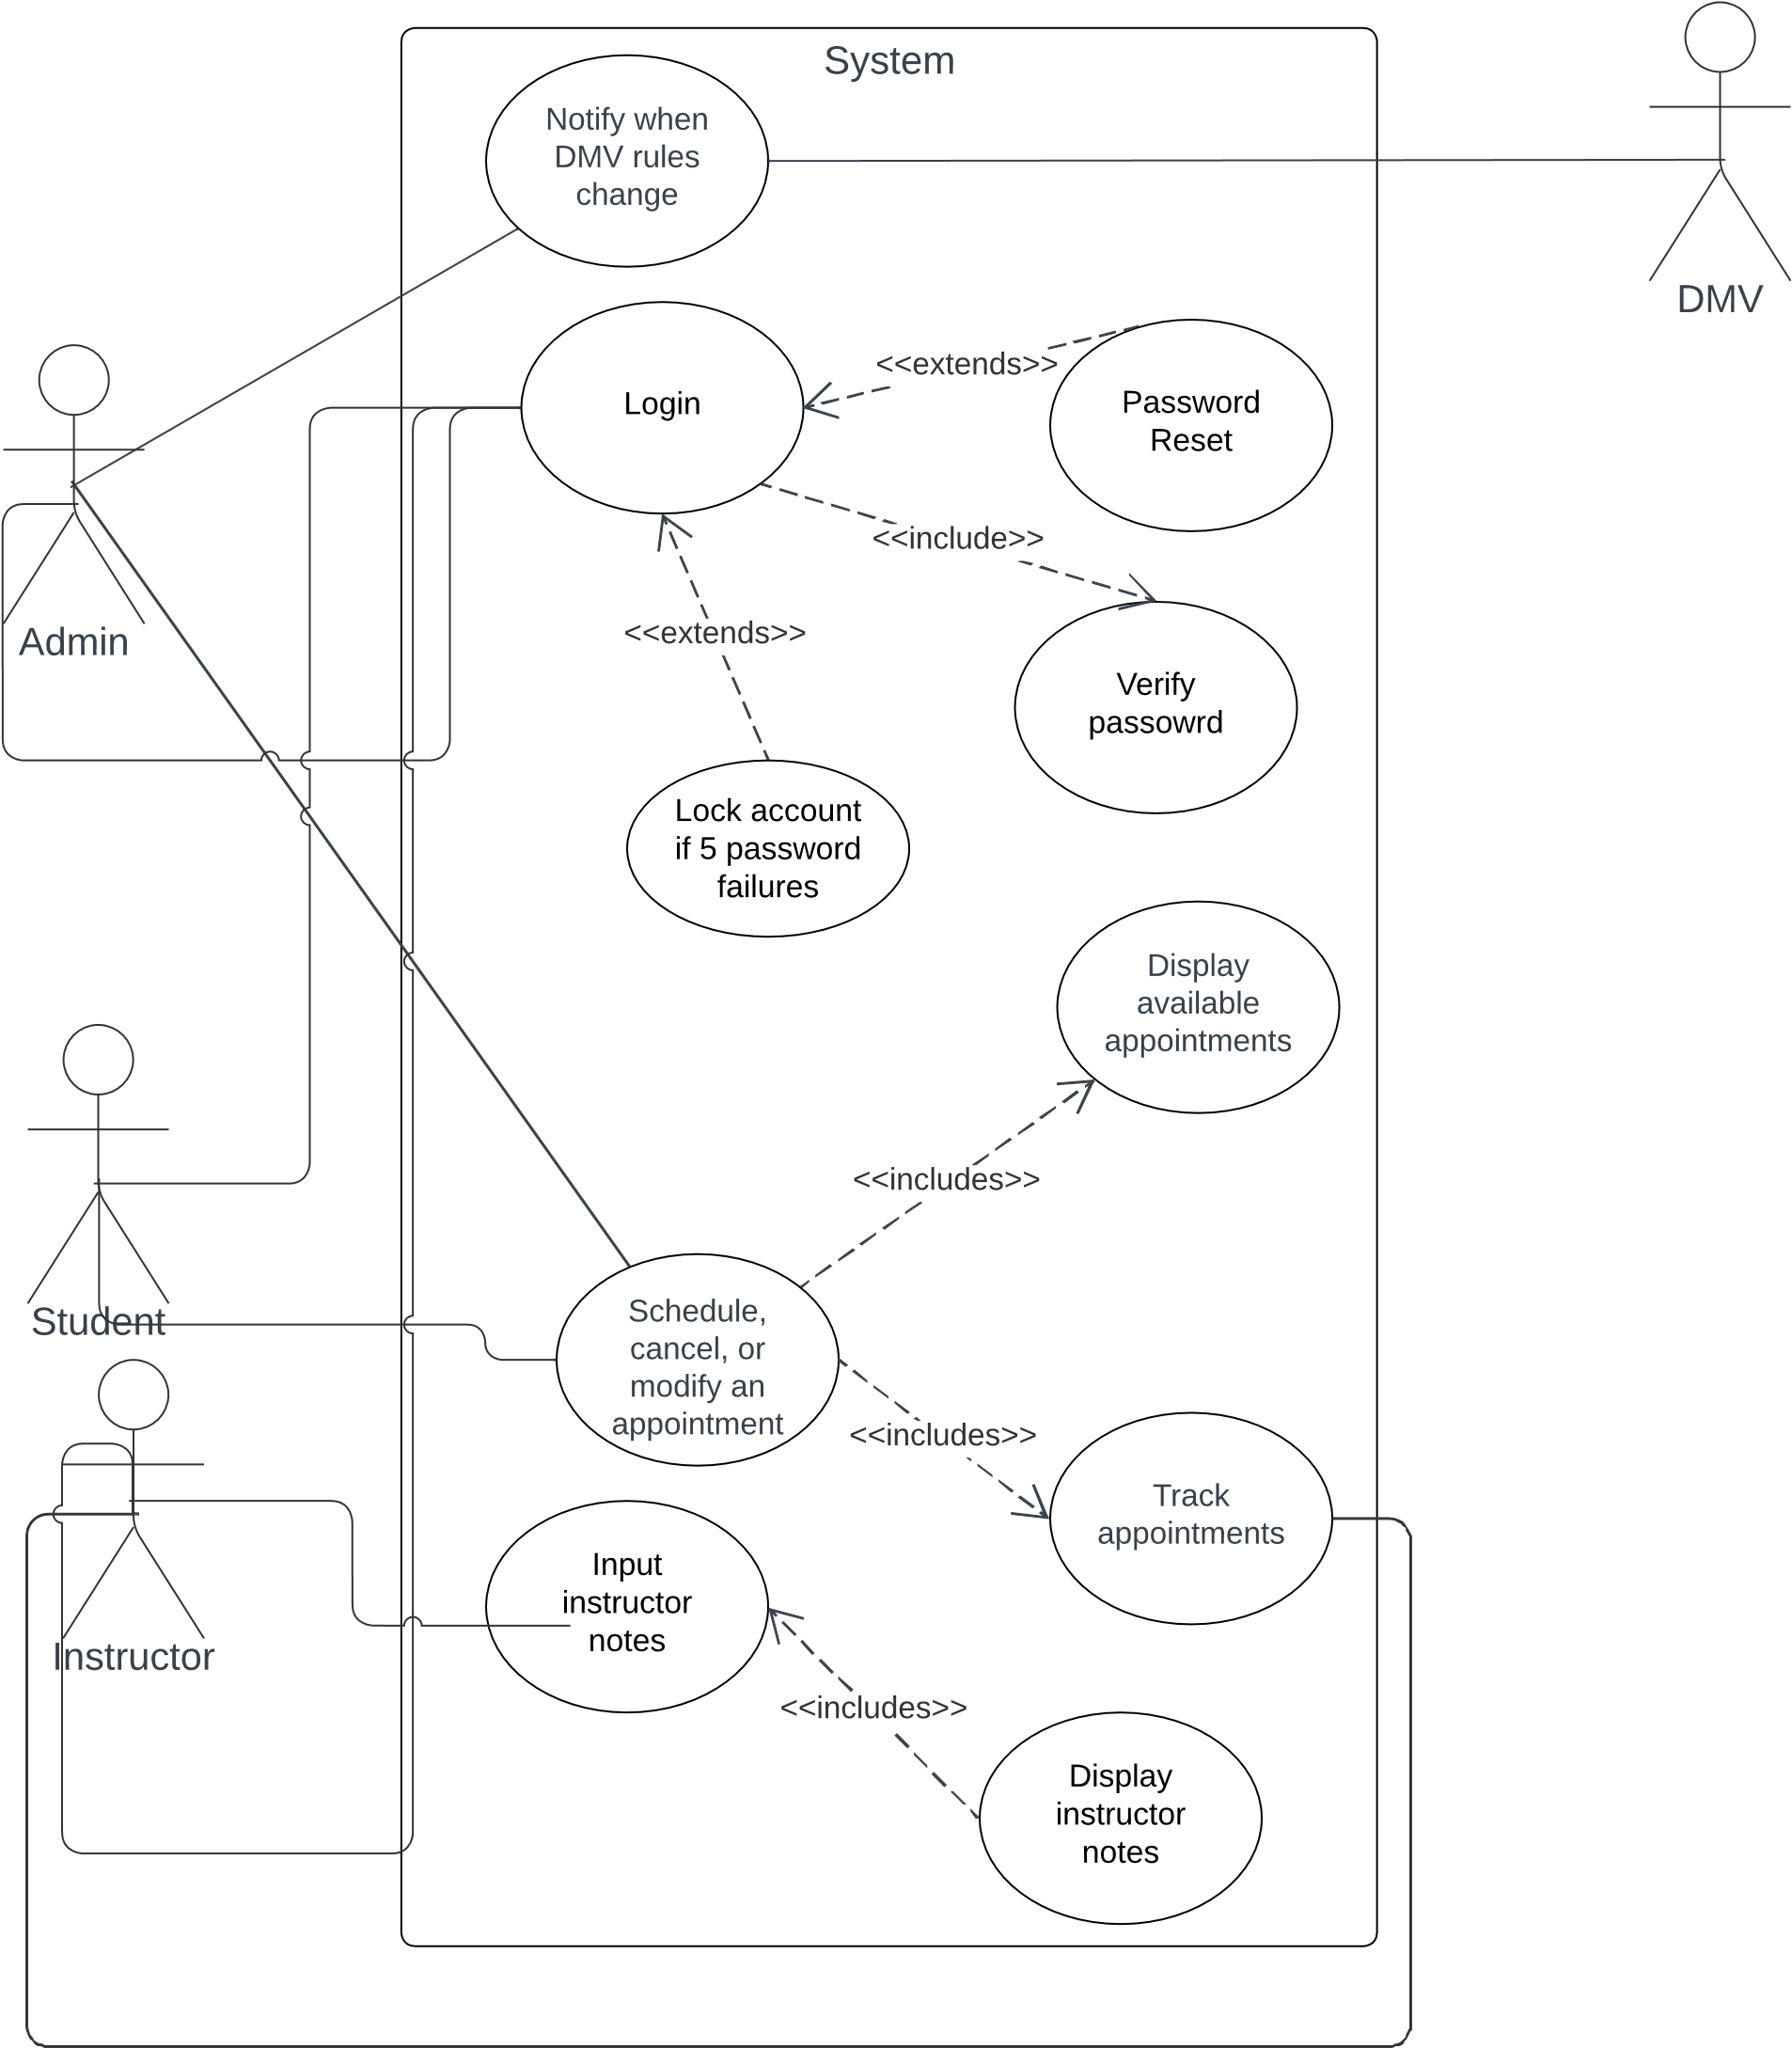 System
Notify when
DMV rules
change
DMV
<<extends>>
Login
Password
Reset
<<include>>
<<extends>>
Admin
Verify
passowrd
Lock account
if 5 password
failures
Display
available
appointments
<<includes>>
Student
Schedule,
cancel, or
modify an
appointment
<<includes>>
Track
appointments
Input
instructor
notes
Instructor
<<includes>>
Display
instructor
notes